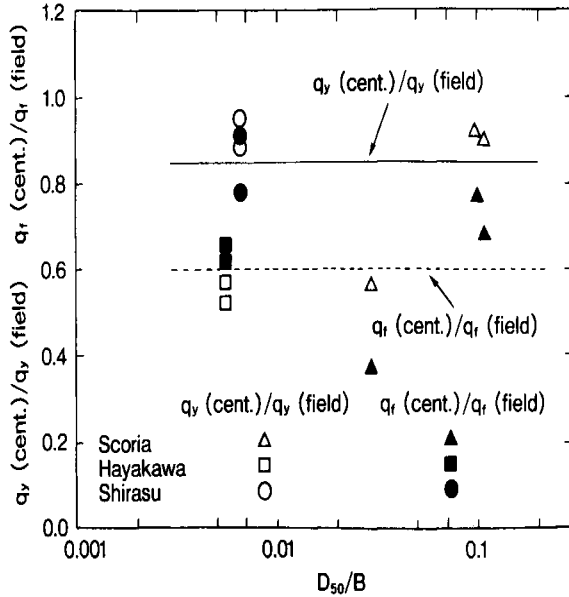 qy (cent.)/qy (field) qf (cent.)/qf (field)
1.2
1.0
0.8
0.6
0.4
0.2
0.0
qy (cent.)/qy (field)
qf (cent.)/qf (field)
qy (cent.)/qy (field) qf (cent.)/qf (field)
Scoria
Hayakawa
Shirasu
0.001 0.01 0.1
D50/B